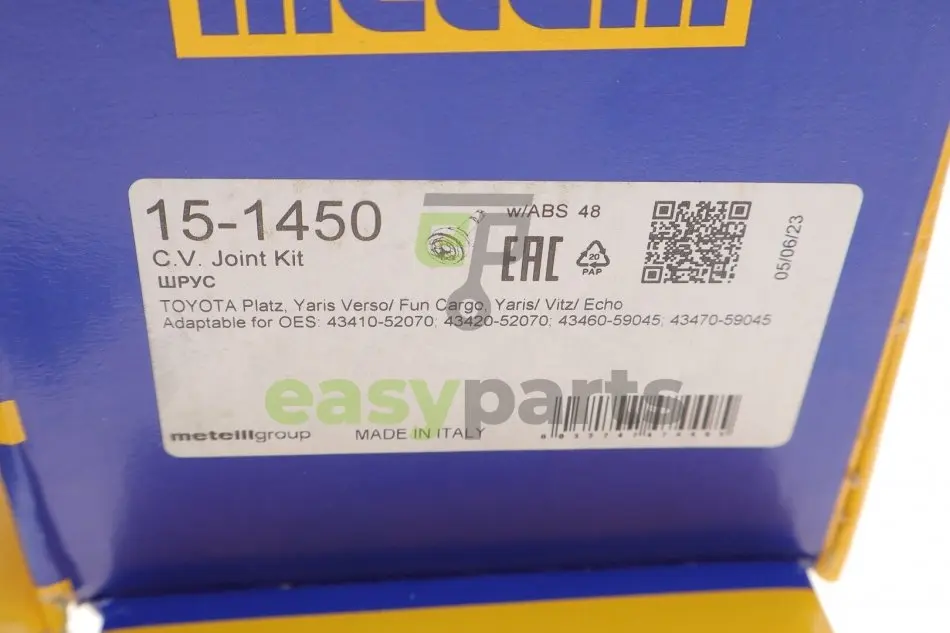 metelli
15-1450
w/ABS 48
C.V. Joint Kit
ШРУС
EAC
20
PAP
05/06/23
TOYOTA Platz, Yaris Verso/ Fun Cargo, Yaris/ Vitz/ Echo
Adaptable for OES: 43410-52070; 43420-52070; 43460-59045; 43470-59045
easyparts
metelligroup
MADE IN ITALY